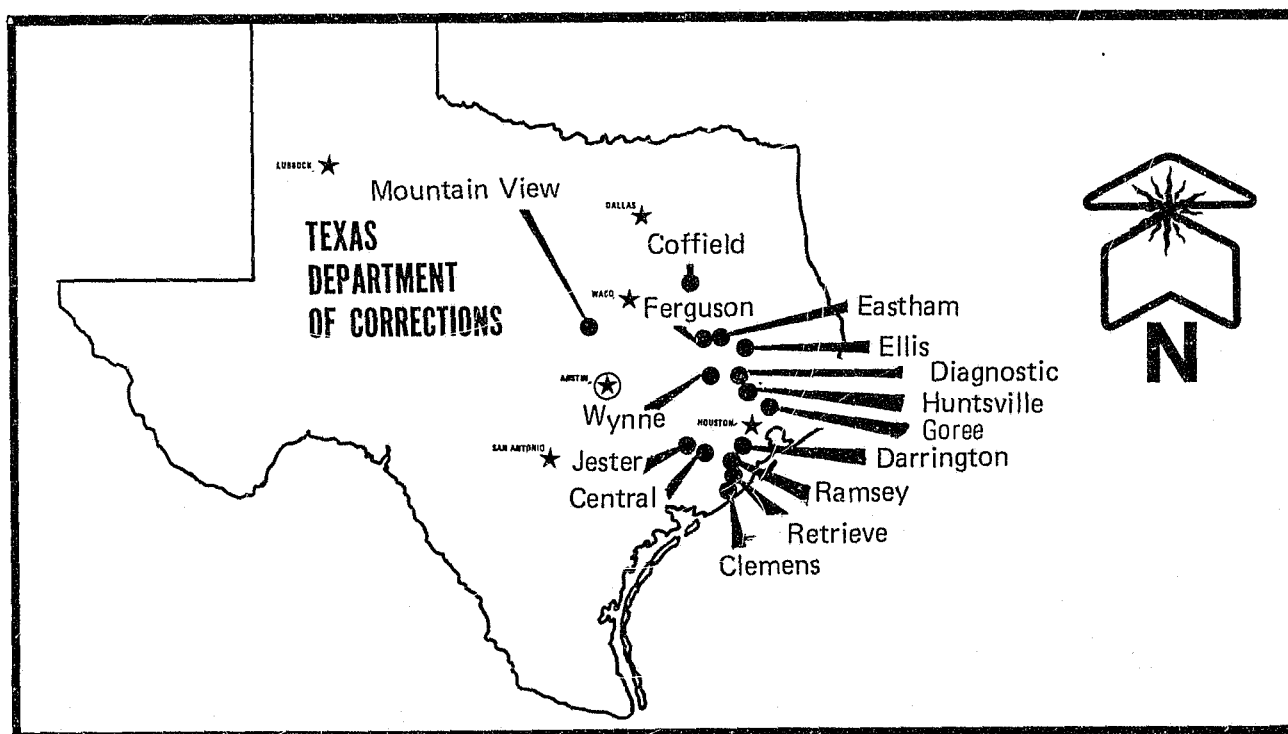 LUBBOCK
Mountain View
DALLAS
TEXAS
DEPARTMENT
OF CORRECTIONS
Coffield
WACO
Ferguson
Eastham
Ellis
AUSTIN
Diagnostic
Wynne
Huntsville
HOUSTON
Goree
SAN ANTONIO
Jester
Darrington
Central
Ramsey
Retrieve
Clemens
N